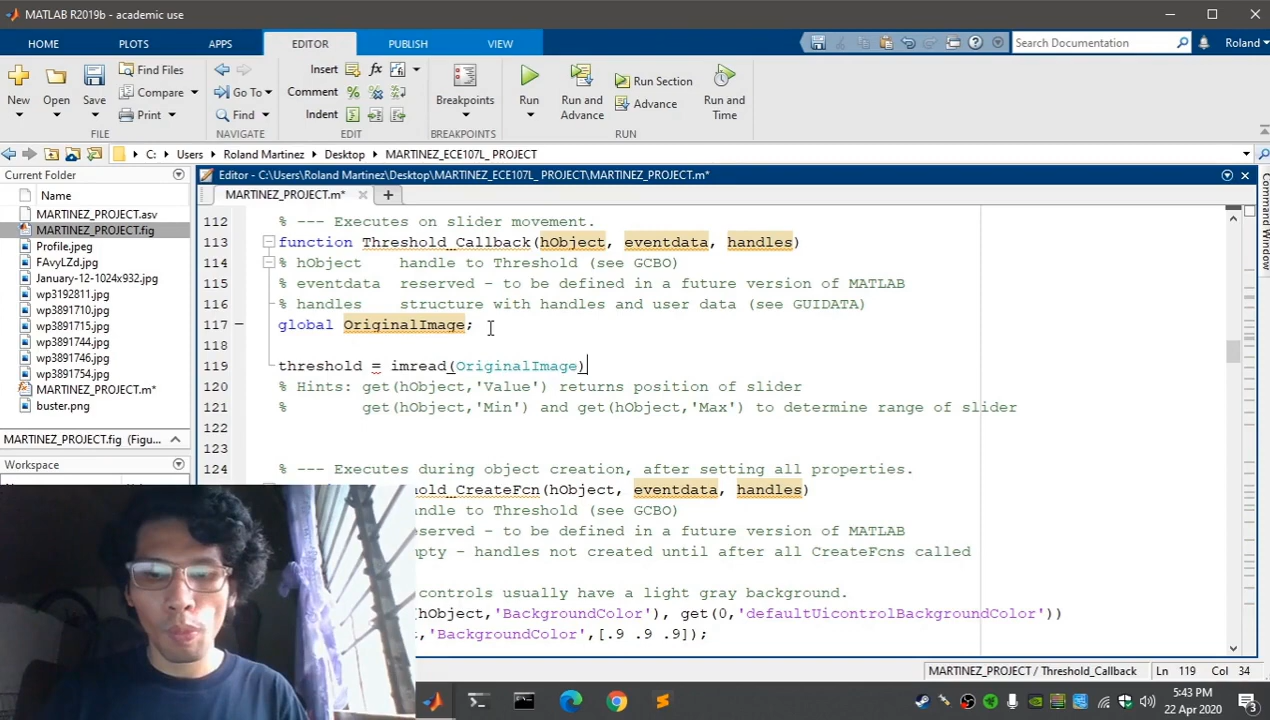 MATLAB R2019b - academic use
HOME PLOTS APPS EDITOR PUBLISH VIEW
Search Documentation
Roland
New Open Save
Find Files
Compare
Print
Go To
Find
Insert
Comment
Indent
Breakpoints
Run
Run and Advance
Run Section
Advance
Run and Time
FILE NAVIGATE EDIT BREAKPOINTS RUN
C: Users Roland Martinez Desktop MARTINEZ_ECE107L_ PROJECT
Current Folder
Name
MARTINEZ_PROJECT.asv
MARTINEZ_PROJECT.fig
Profile.jpeg
FAvyLZd.jpg
January-12-1024x932.jpg
wp3192811.jpg
wp3891710.jpg
wp3891715.jpg
wp3891744.jpg
wp3891746.jpg
wp3891754.jpg
MARTINEZ_PROJECT.m*
buster.png
MARTINEZ_PROJECT.fig (Figu...
Workspace
Editor - C:\Users\Roland Martinez\Desktop\MARTINEZ_ECE107L_ PROJECT\MARTINEZ_PROJECT.m*
MARTINEZ_PROJECT.m*
112 % --- Executes on slider movement.
113 function Threshold_Callback(hObject, eventdata, handles)
114 % hObject    handle to Threshold (see GCBO)
115 % eventdata  reserved - to be defined in a future version of MATLAB
116 % handles    structure with handles and user data (see GUIDATA)
117 global OriginalImage;
118
119 threshold = imread(OriginalImage)
120 % Hints: get(hObject,'Value') returns position of slider
121 %        get(hObject,'Min') and get(hObject,'Max') to determine range of slider
122
123
124 % --- Executes during object creation, after setting all properties.
hold_CreateFcn(hObject, eventdata, handles)
andle to Threshold (see GCBO)
served - to be defined in a future version of MATLAB
mpty - handles not created until after all CreateFcns called
controls usually have a light gray background.
(hObject,'BackgroundColor'), get(0,'defaultUicontrolBackgroundColor'))
,'BackgroundColor',[.9 .9 .9]);
Command Window
MARTINEZ_PROJECT / Threshold_Callback Ln 119 Col 34
5:43 PM
22 Apr 2020
3